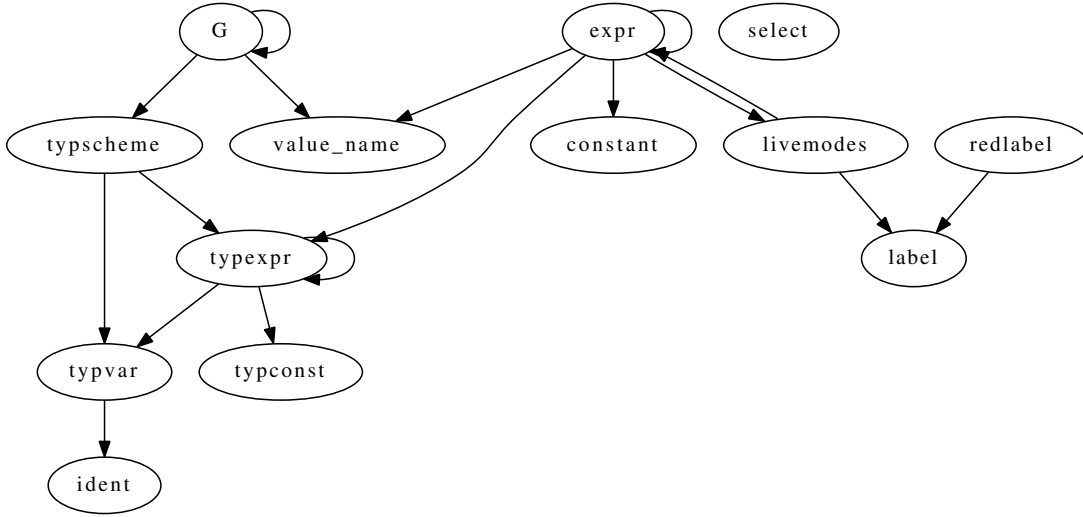 G
expr
select
typscheme
value_name
constant
livemodes
redlabel
typexpr
label
typvar
typconst
ident